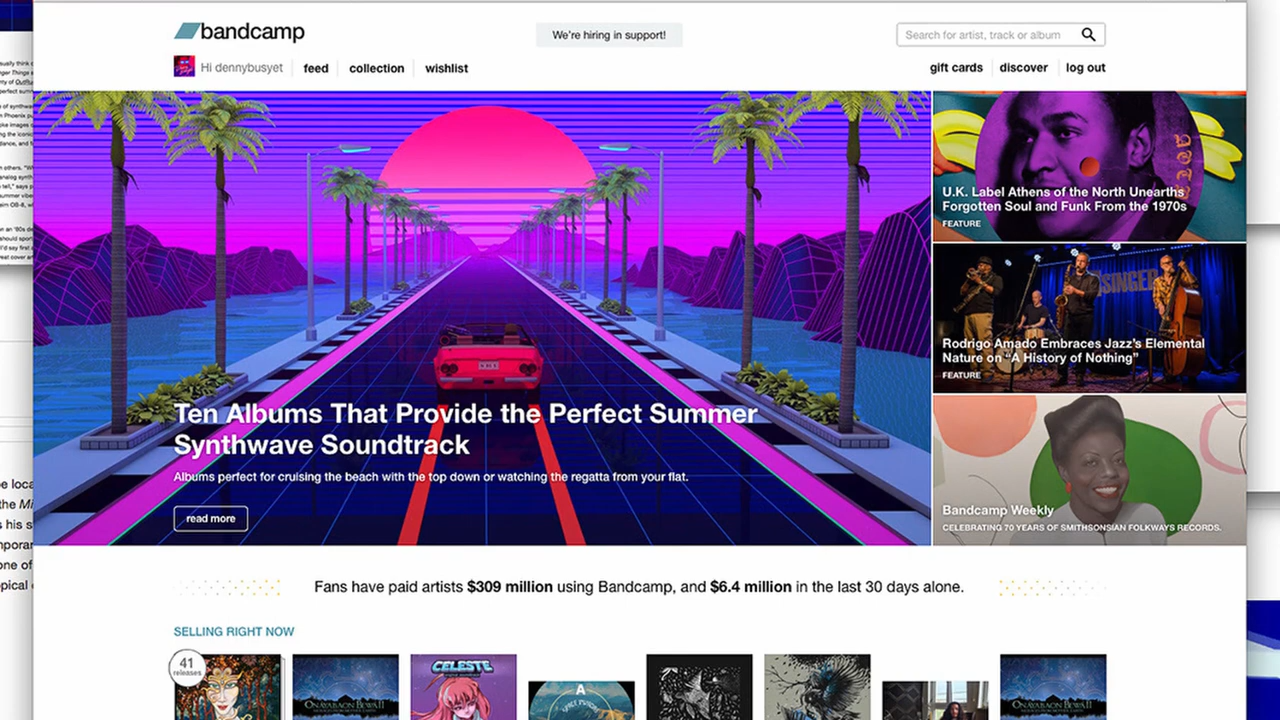 bandcamp
We're hiring in support!
Search for artist, track or album
Hi dennybusyet
feed
collection
wishlist
gift cards
discover
log out
Ten Albums That Provide the Perfect Summer
Synthwave Soundtrack
Albums perfect for cruising the beach with the top down or watching the regatta from your flat.
read more
U.K. Label Athens of the North Unearths
Forgotten Soul and Funk From the 1970s
FEATURE
SINGER
Rodrigo Amado Embraces Jazz's Elemental
Nature on "A History of Nothing"
FEATURE
Bandcamp Weekly
CELEBRATING 70 YEARS OF SMITHSONSIAN FOLKWAYS RECORDS.
Fans have paid artists $309 million using Bandcamp, and $6.4 million in the last 30 days alone.
SELLING RIGHT NOW
41
releases
CELESTE
A